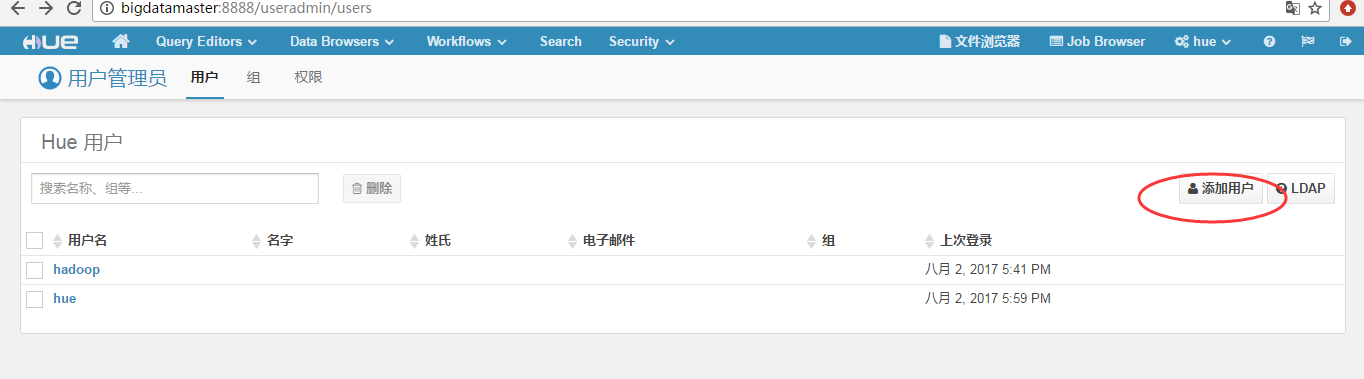 bigdatamaster:8888/useradmin/users
HUE Query Editors Data Browsers Workflows Search Security 文件浏览器 Job Browser hue
用户管理员 用户 组 权限
Hue 用户
搜索名称、组等... 删除 添加用户 LDAP
用户名 名字 姓氏 电子邮件 组 上次登录
hadoop 八月 2, 2017 5:41 PM
hue 八月 2, 2017 5:59 PM